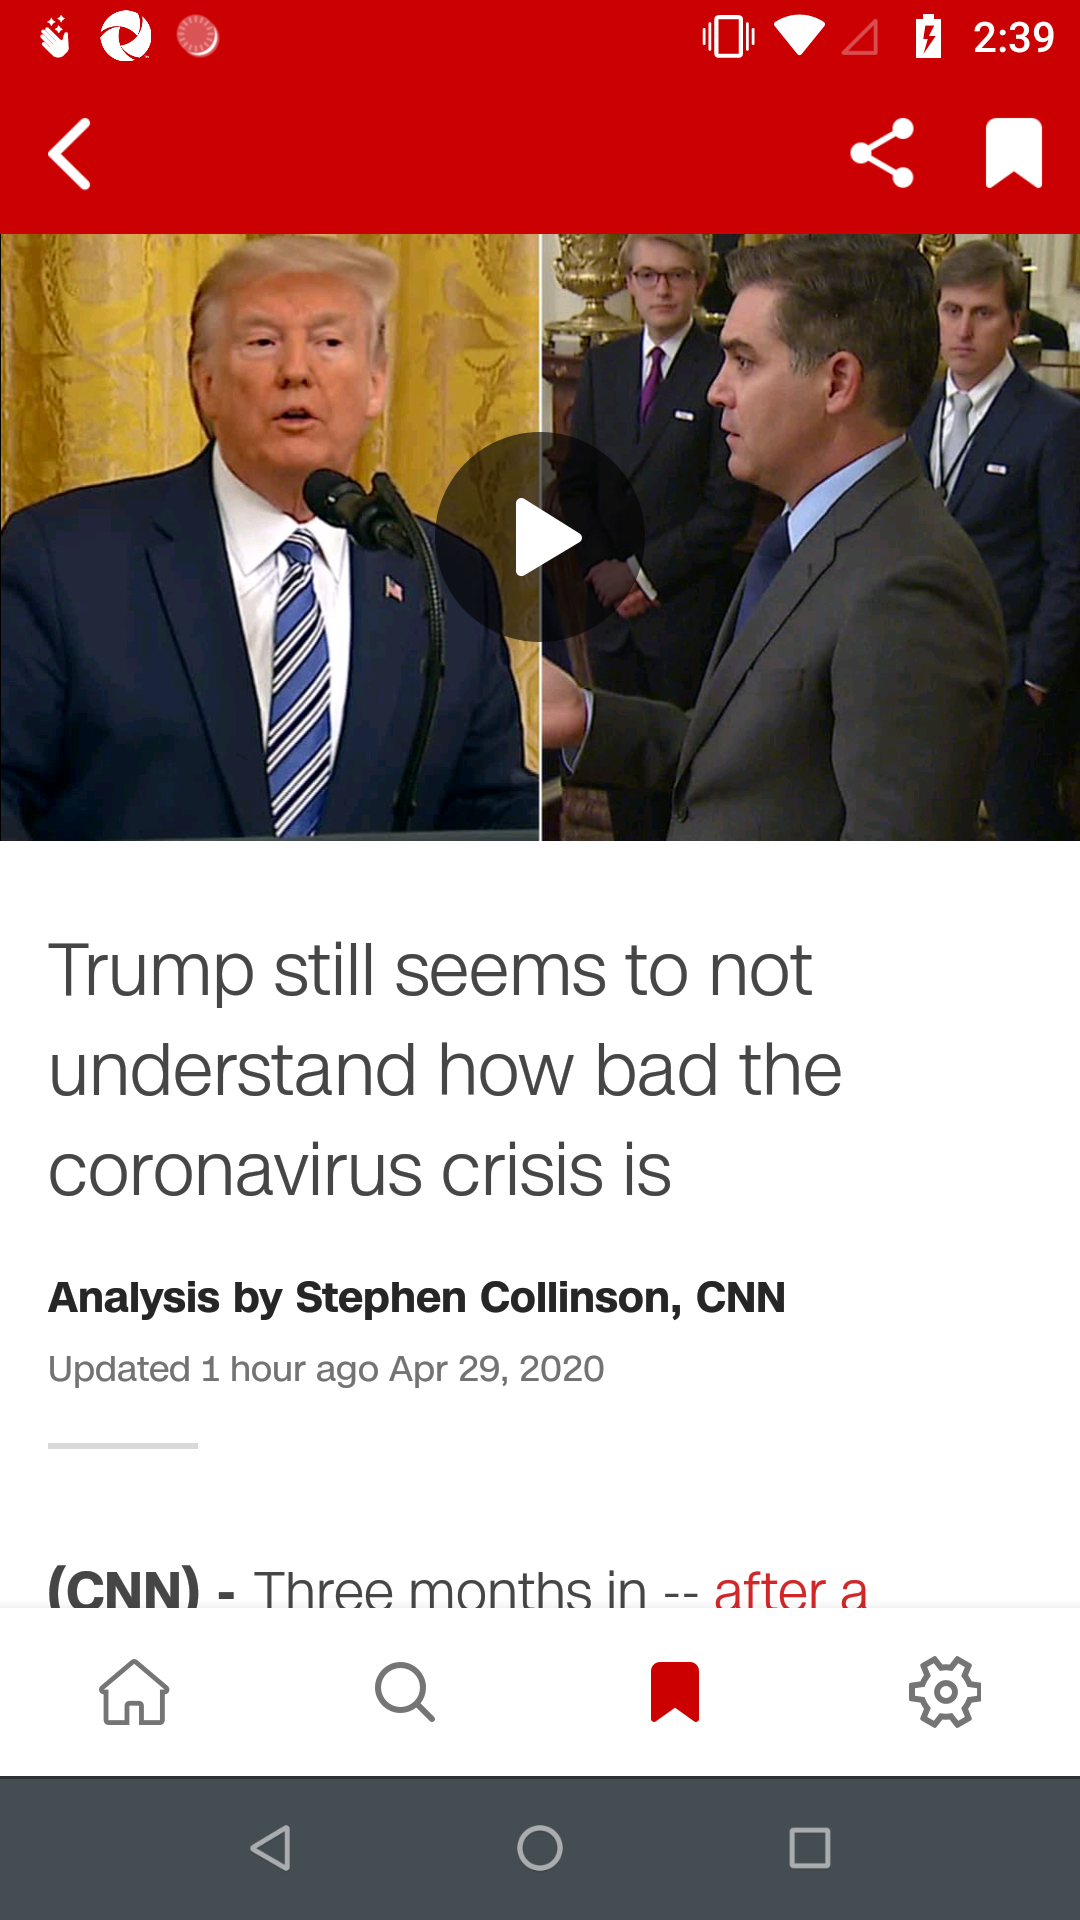 2:39
Trump still seems to not
understand how bad the
coronavirus crisis is
Analysis by Stephen Collinson, CNN
Updated 1 hour ago Apr 29, 2020
(CNN) - Three months in -- after a